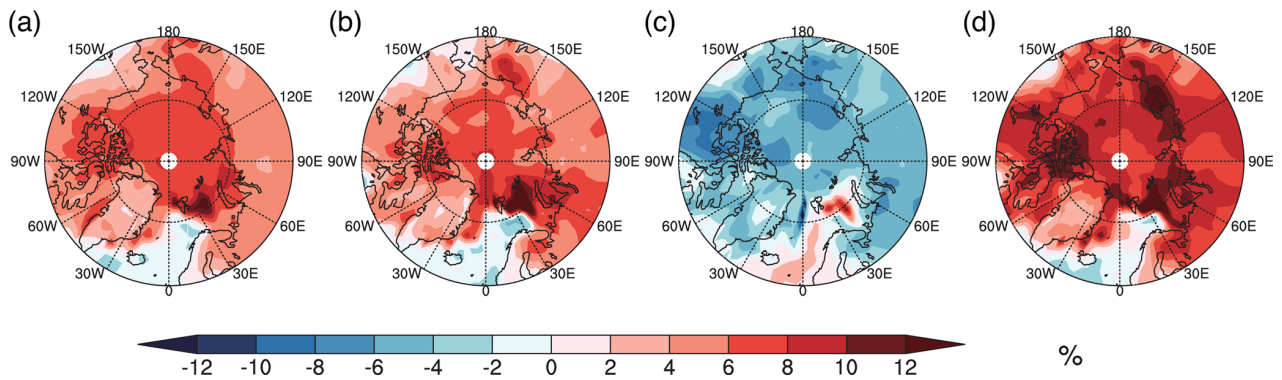 (a) (b) (c) (d)
180 180 180 180
150W 150E 150W 150E 150W 150E 150W 150E
120W 120E 120W 120E 120W 120E 120W 120E
90W 90E 90W 90E 90W 90E 90W 90E
60W 60E 60W 60E 60W 60E 60W 60E
30W 30E 30W 30E 30W 30E 30W 30E
0 0 0 0
-12 -10 -8 -6 -4 -2 0 2 4 6 8 10 12 %